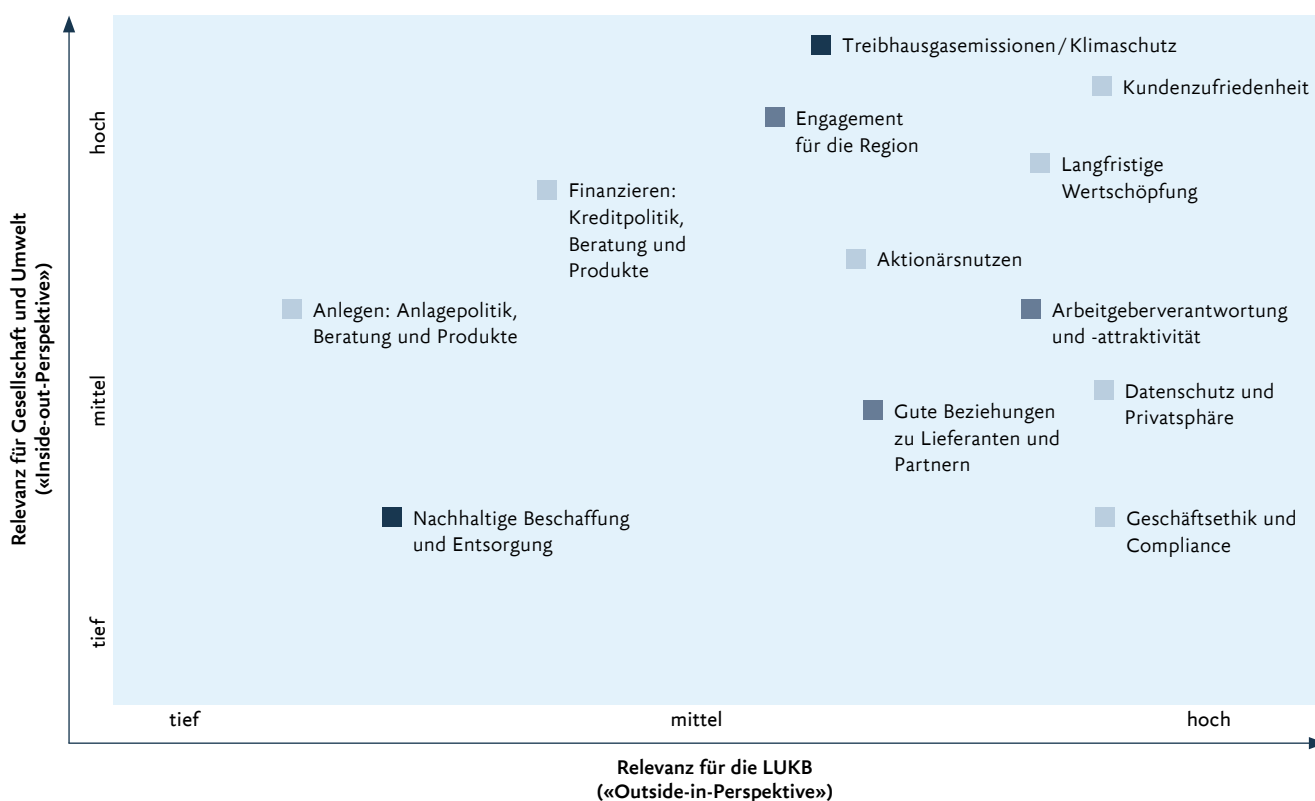 Treibhausgasemissionen/Klimaschutz
Kundenzufriedenheit
Engagement
für die Region
Langfristige
Wertschöpfung
Finanzieren:
Kreditpolitik,
Beratung und
Produkte
Aktionärsnutzen
Anlegen: Anlagepolitik,
Beratung und Produkte
Arbeitgeberverantwortung
und -attraktivität
Datenschutz und
Privatsphäre
Gute Beziehungen
zu Lieferanten und
Partnern
Nachhaltige Beschaffung
und Entsorgung
Geschäftsethik und
Compliance
hoch
mittel
tief
Relevanz für Gesellschaft und Umwelt
(«Inside-out-Perspektive»)
tief
mittel
hoch
Relevanz für die LUKB
(«Outside-in-Perspektive»)